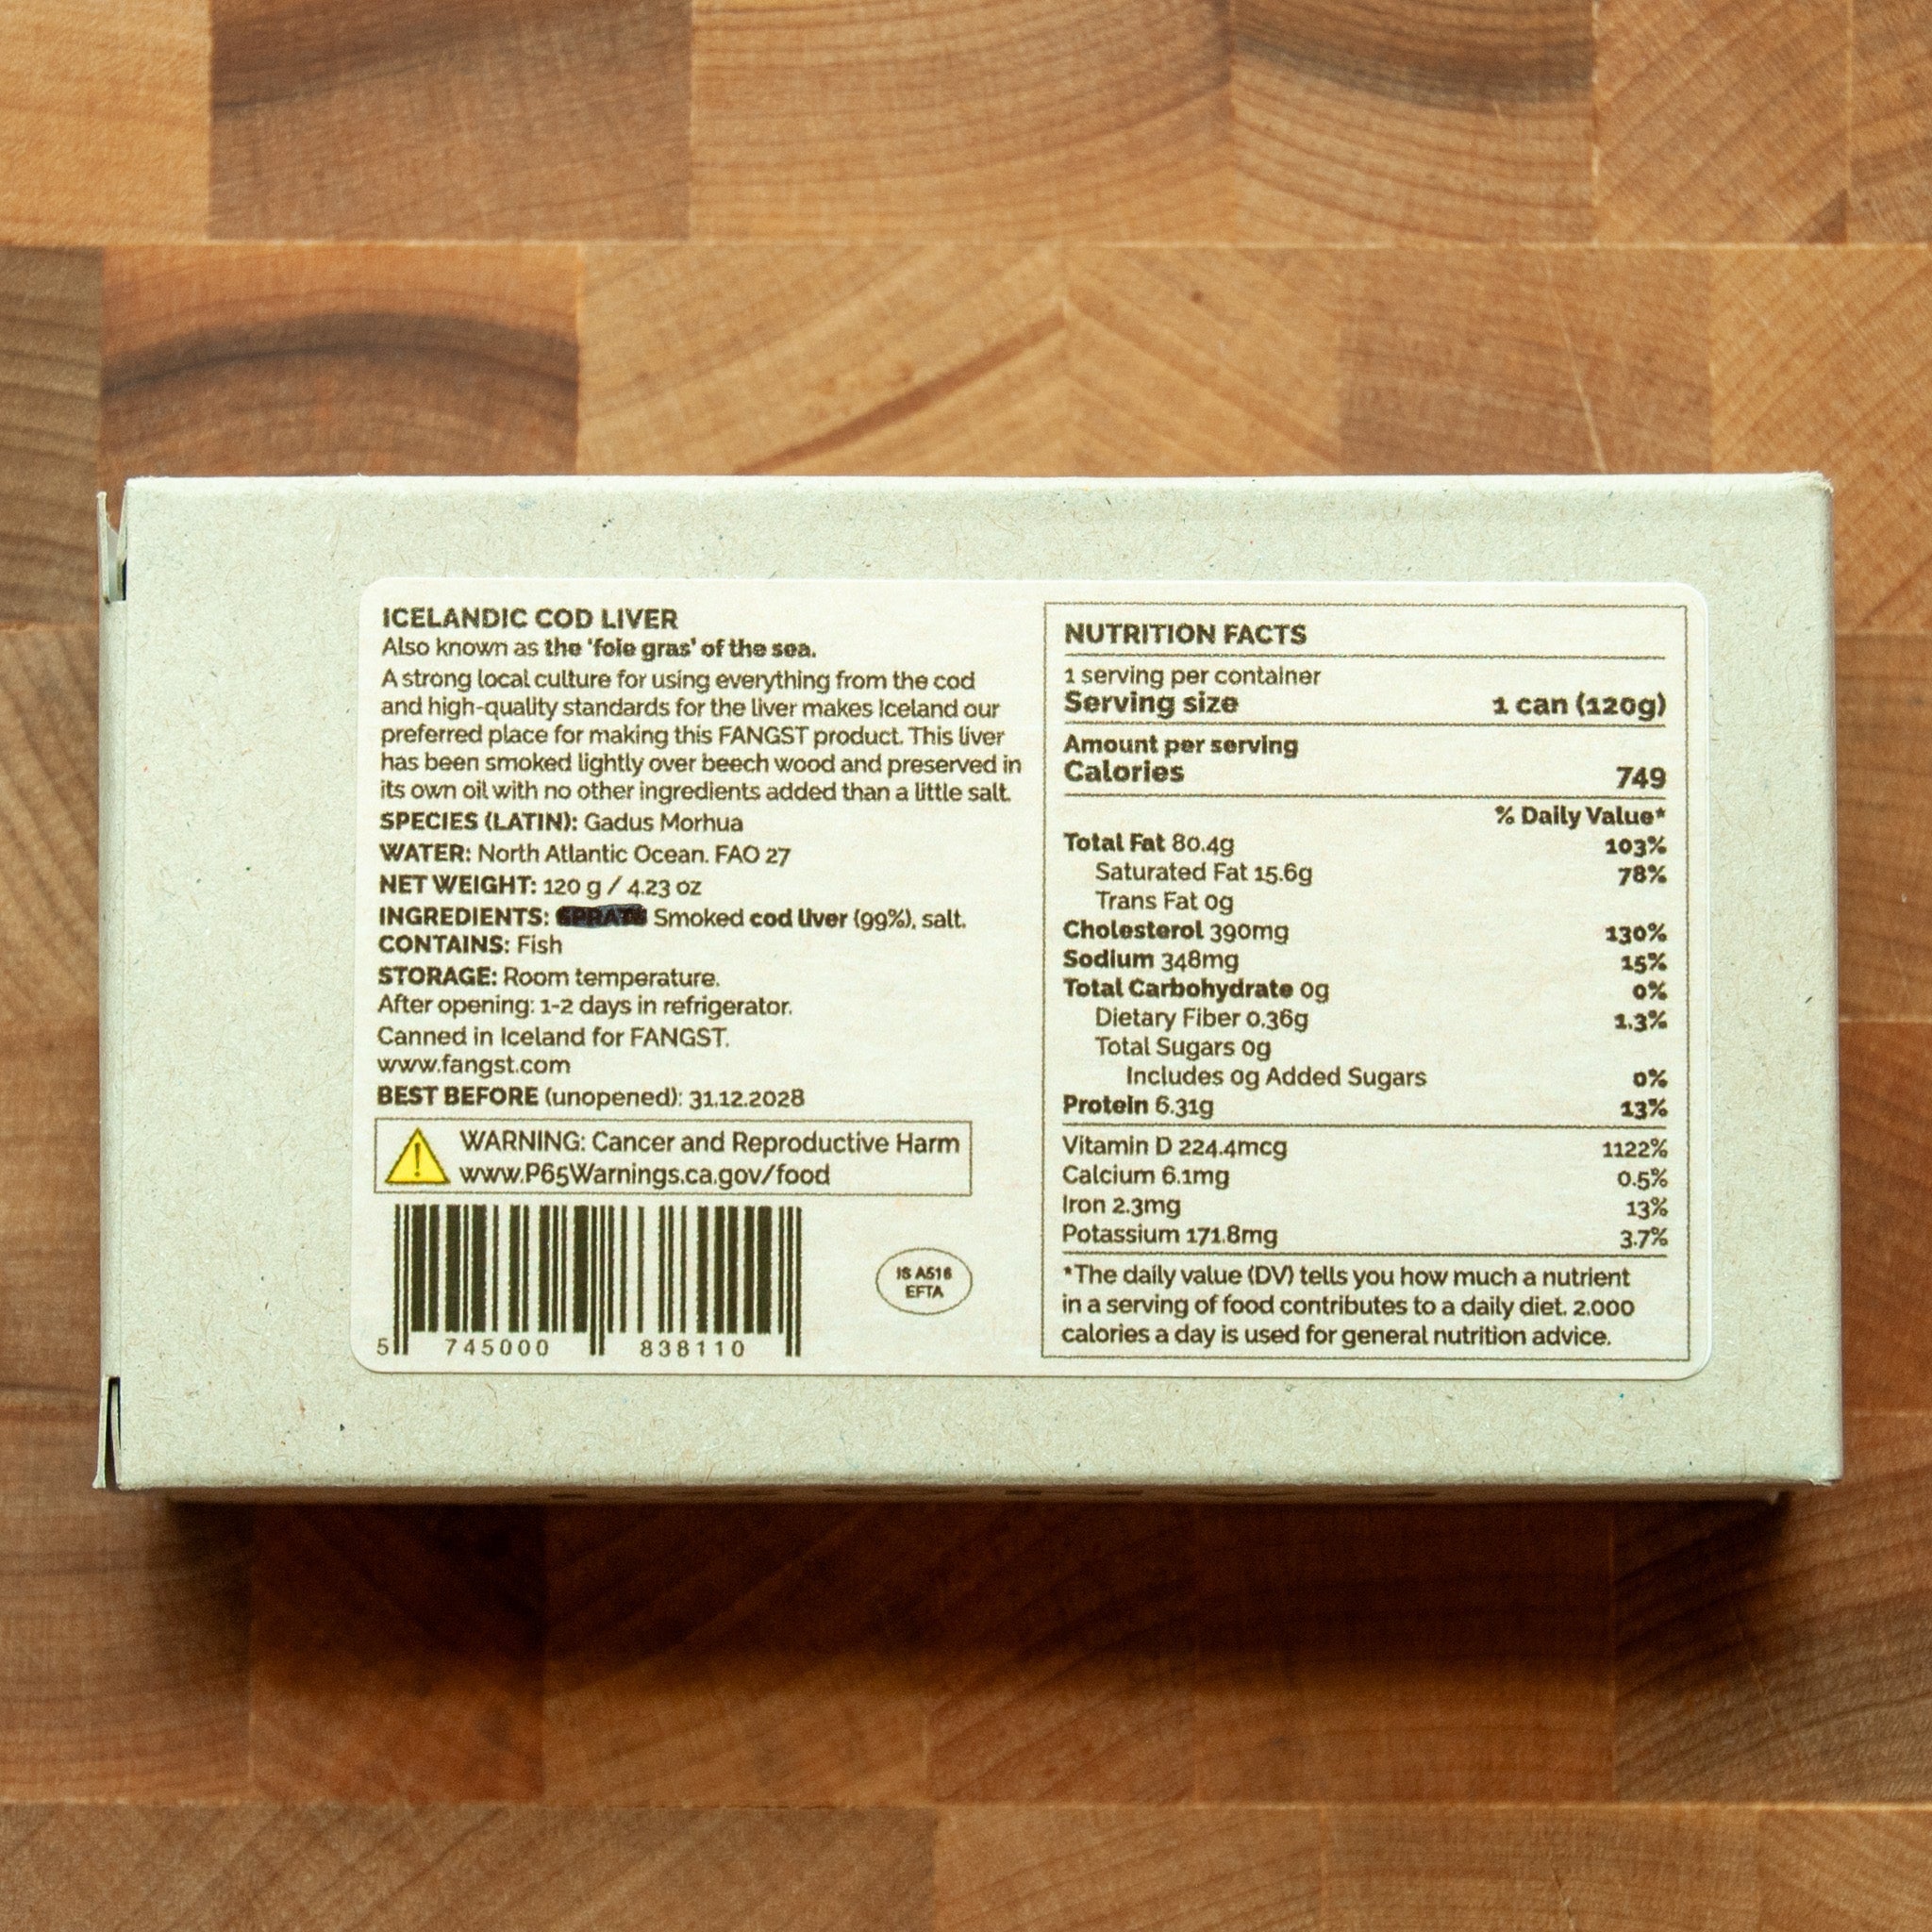 ICELANDIC COD LIVER
Also known as the 'foie gras' of the sea.
A strong local culture for using everything from the cod
and high-quality standards for the liver makes Iceland our
preferred place for making this FANGST product. This liver
has been smoked lightly over beech wood and preserved in
its own oil with no other ingredients added than a little salt.
SPECIES (LATIN): Gadus Morhua
WATER: North Atlantic Ocean. FAO 27
NET WEIGHT: 120 g / 4.23 oz
INGREDIENTS: SPRATS Smoked cod liver (99%), salt.
CONTAINS: Fish
STORAGE: Room temperature.
After opening: 1-2 days in refrigerator.
Canned in Iceland for FANGST.
www.fangst.com
BEST BEFORE (unopened): 31.12.2028
WARNING: Cancer and Reproductive Harm
www.P65Warnings.ca.gov/food
5 745000 838110
IS A516
EFTA
NUTRITION FACTS
1 serving per container
Serving size 1 can (120g)
Amount per serving
Calories 749
% Daily Value*
Total Fat 80.4g 103%
Saturated Fat 15.6g 78%
Trans Fat 0g
Cholesterol 390mg 130%
Sodium 348mg 15%
Total Carbohydrate 0g 0%
Dietary Fiber 0.36g 1.3%
Total Sugars 0g
Includes 0g Added Sugars 0%
Protein 6.31g 13%
Vitamin D 224.4mcg 1122%
Calcium 6.1mg 0.5%
Iron 2.3mg 13%
Potassium 171.8mg 3.7%
*The daily value (DV) tells you how much a nutrient
in a serving of food contributes to a daily diet. 2.000
calories a day is used for general nutrition advice.